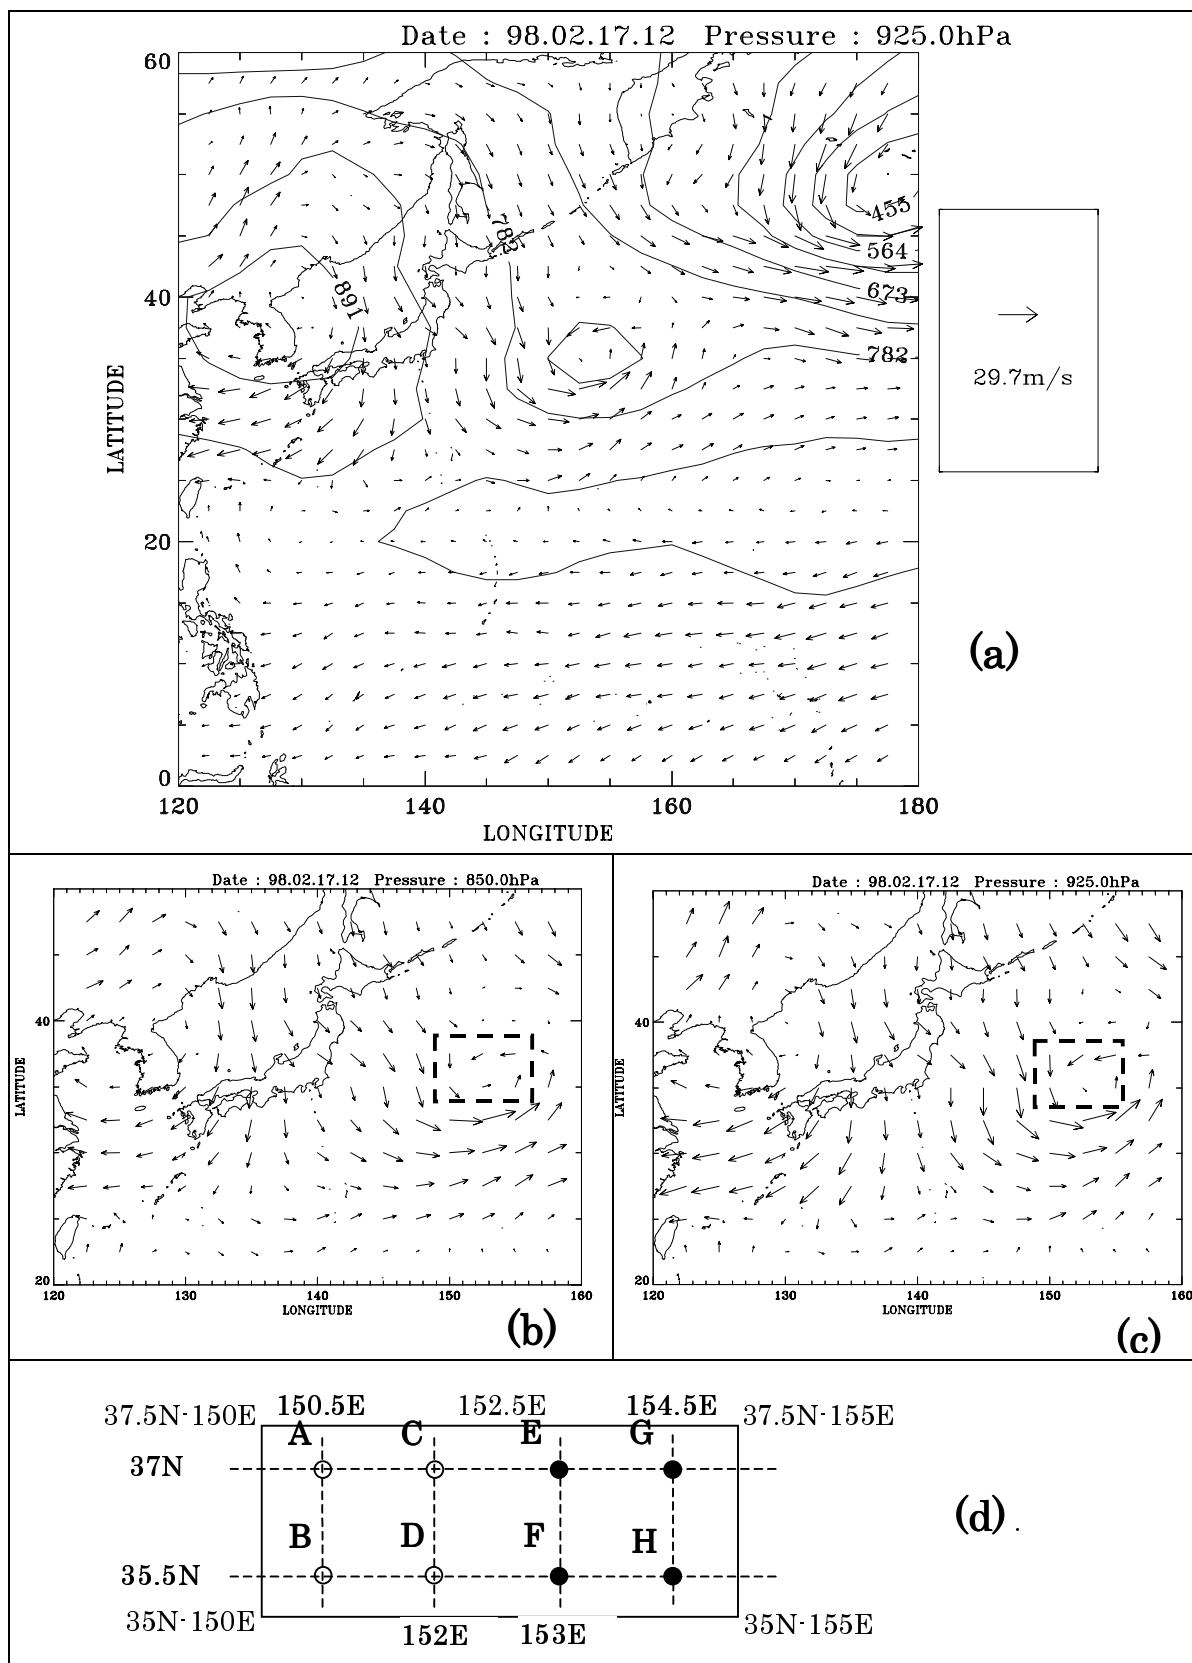 Date : 98.02.17.12 Pressure : 925.0hPa
60
40
20
0
LATITUDE
120
140
160
180
LONGITUDE
891
782
455
564
673
782
29.7m/s
(a)
Date : 98.02.17.12 Pressure : 850.0hPa
40
20
LATITUDE
120
130
140
150
160
LONGITUDE
(b)
Date : 98.02.17.12 Pressure : 925.0hPa
40
20
LATITUDE
120
130
140
150
160
LONGITUDE
(c)
37.5N-150E 150.5E 152.5E 154.5E 37.5N-155E
A C E G
37N
B D F H
35.5N
35N-150E 152E 153E 35N-155E
(d) .